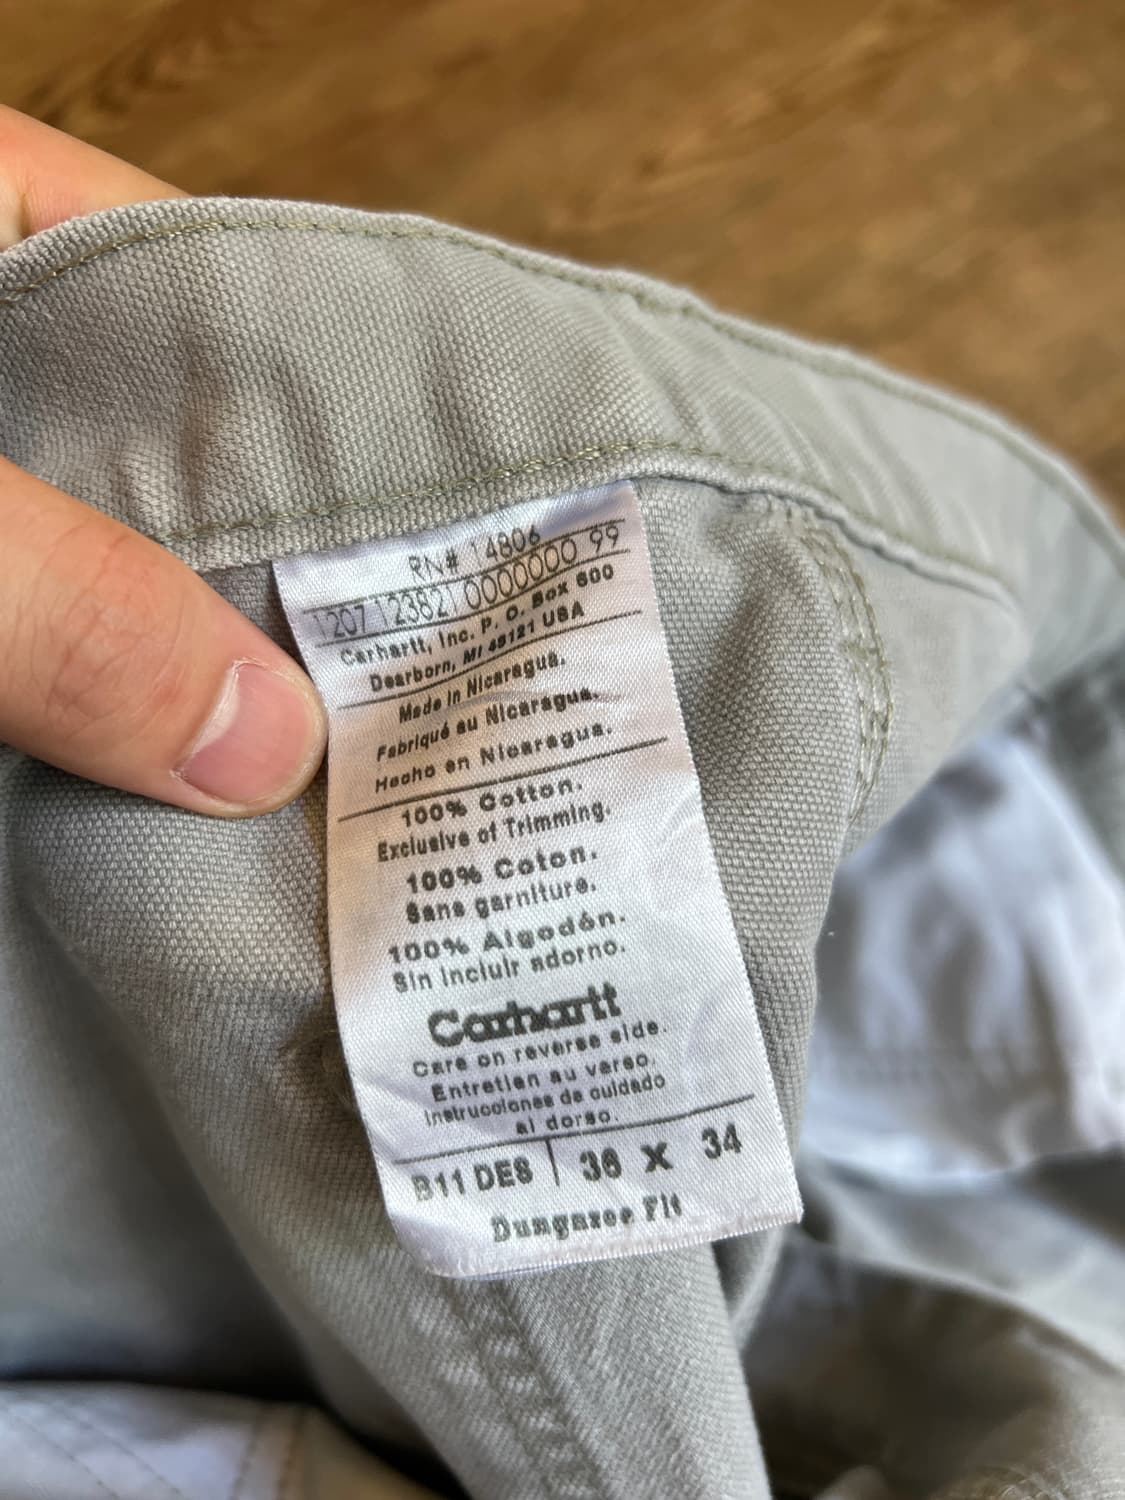 RN# 14806
1207 123821 0000000 99
Carhartt, Inc. P. O. Box 600
Dearborn, MI 48121 USA
Made in Nicaragua.
Fabriqué au Nicaragua.
Hecho en Nicaragua.
100% Cotton.
Exclusive of Trimming.
100% Coton.
Sans garniture.
100% Algodón.
Sin incluir adorno.
Carhartt
Care on reverse side.
Entretien au verso.
Instrucciones de cuidado
al dorso.
B11 DES 36 X 34
Dungaree Fit